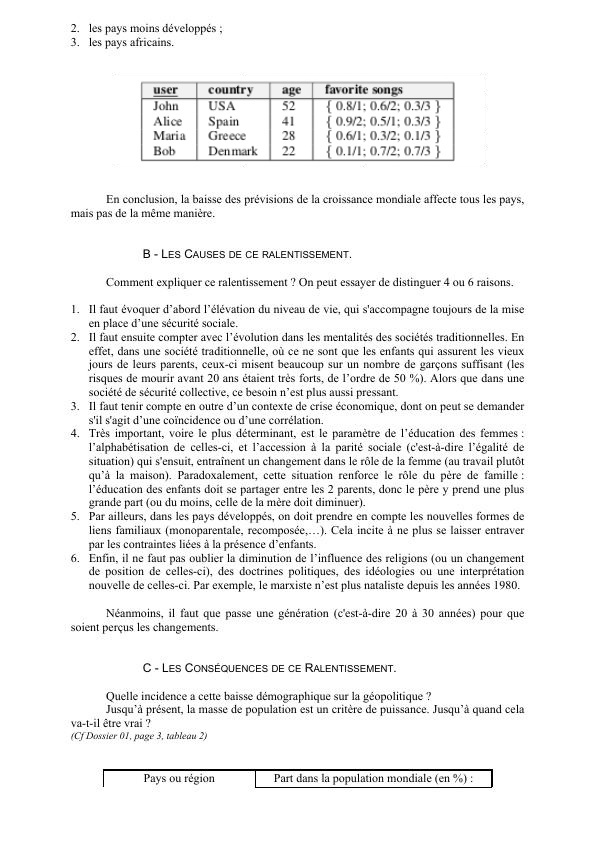 2. les pays moins développés ;
3. les pays africains.
user country age favorite songs
John USA 52 { 0.8/1; 0.6/2; 0.3/3 }
Alice Spain 41 { 0.9/2; 0.5/1; 0.3/3 }
Maria Greece 28 { 0.6/1; 0.3/2; 0.1/3 }
Bob Denmark 22 { 0.1/1; 0.7/2; 0.7/3 }
En conclusion, la baisse des prévisions de la croissance mondiale affecte tous les pays,
mais pas de la même manière.
B - LES CAUSES DE CE RALENTISSEMENT.
Comment expliquer ce ralentissement ? On peut essayer de distinguer 4 ou 6 raisons.
1. Il faut évoquer d’abord l’élévation du niveau de vie, qui s'accompagne toujours de la mise
en place d’une sécurité sociale.
2. Il faut ensuite compter avec l’évolution dans les mentalités des sociétés traditionnelles. En
effet, dans une société traditionnelle, où ce ne sont que les enfants qui assurent les vieux
jours de leurs parents, ceux-ci misent beaucoup sur un nombre de garçons suffisant (les
risques de mourir avant 20 ans étaient très forts, de l’ordre de 50 %). Alors que dans une
société de sécurité collective, ce besoin n’est plus aussi pressant.
3. Il faut tenir compte en outre d’un contexte de crise économique, dont on peut se demander
s'il s'agit d’une coïncidence ou d’une corrélation.
4. Très important, voire le plus déterminant, est le paramètre de l’éducation des femmes :
l’alphabétisation de celles-ci, et l’accession à la parité sociale (c'est-à-dire l’égalité de
situation) qui s'ensuit, entraînent un changement dans le rôle de la femme (au travail plutôt
qu’à la maison). Paradoxalement, cette situation renforce le rôle du père de famille :
l’éducation des enfants doit se partager entre les 2 parents, donc le père y prend une plus
grande part (ou du moins, celle de la mère doit diminuer).
5. Par ailleurs, dans les pays développés, on doit prendre en compte les nouvelles formes de
liens familiaux (monoparentale, recomposée,…). Cela incite à ne plus se laisser entraver
par les contraintes liées à la présence d’enfants.
6. Enfin, il ne faut pas oublier la diminution de l’influence des religions (ou un changement
de position de celles-ci), des doctrines politiques, des idéologies ou une interprétation
nouvelle de celles-ci. Par exemple, le marxiste n’est plus nataliste depuis les années 1980.
Néanmoins, il faut que passe une génération (c'est-à-dire 20 à 30 années) pour que
soient perçus les changements.
C - LES CONSÉQUENCES DE CE RALENTISSEMENT.
Quelle incidence a cette baisse démographique sur la géopolitique ?
Jusqu’à présent, la masse de population est un critère de puissance. Jusqu’à quand cela
va-t-il être vrai ?
(Cf Dossier 01, page 3, tableau 2)
Pays ou région Part dans la population mondiale (en %) :